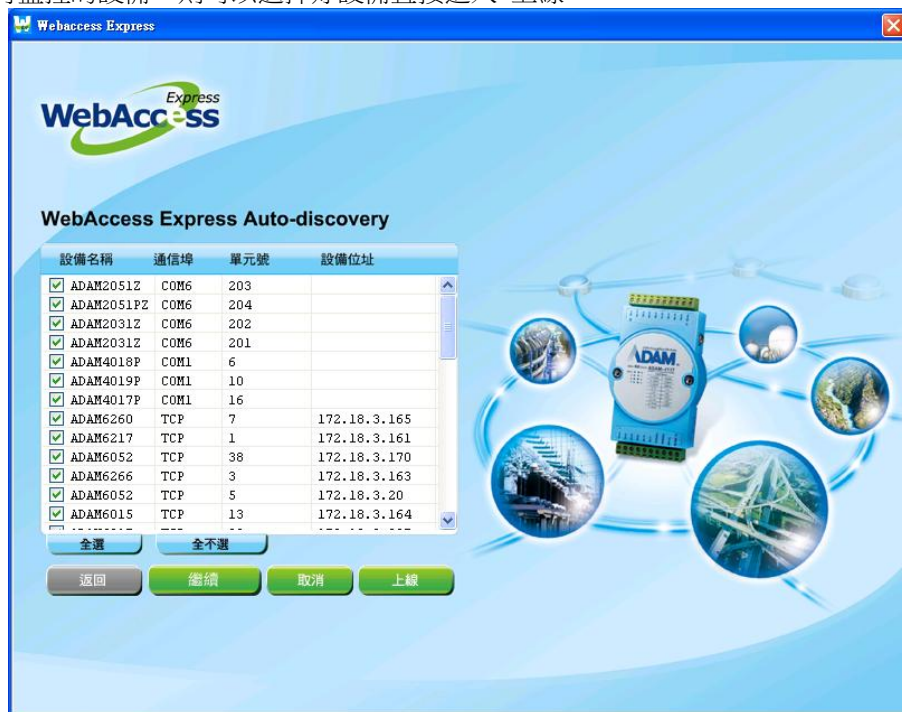 Webaccess Express
WebAccess Express
WebAccess Express Auto-discovery
設備名稱 通信埠 單元號 設備位址
ADAM2051Z COM6 203
ADAM2051PZ COM6 204
ADAM2031Z COM6 202
ADAM2031Z COM6 201
ADAM4018P COM1 6
ADAM4019P COM1 10
ADAM4017P COM1 16
ADAM6260 TCP 7 172.18.3.165
ADAM6217 TCP 1 172.18.3.161
ADAM6052 TCP 38 172.18.3.170
ADAM6266 TCP 3 172.18.3.163
ADAM6052 TCP 5 172.18.3.20
ADAM6015 TCP 13 172.18.3.164
全選 全不選
返回 繼續 取消 上線
ADAM